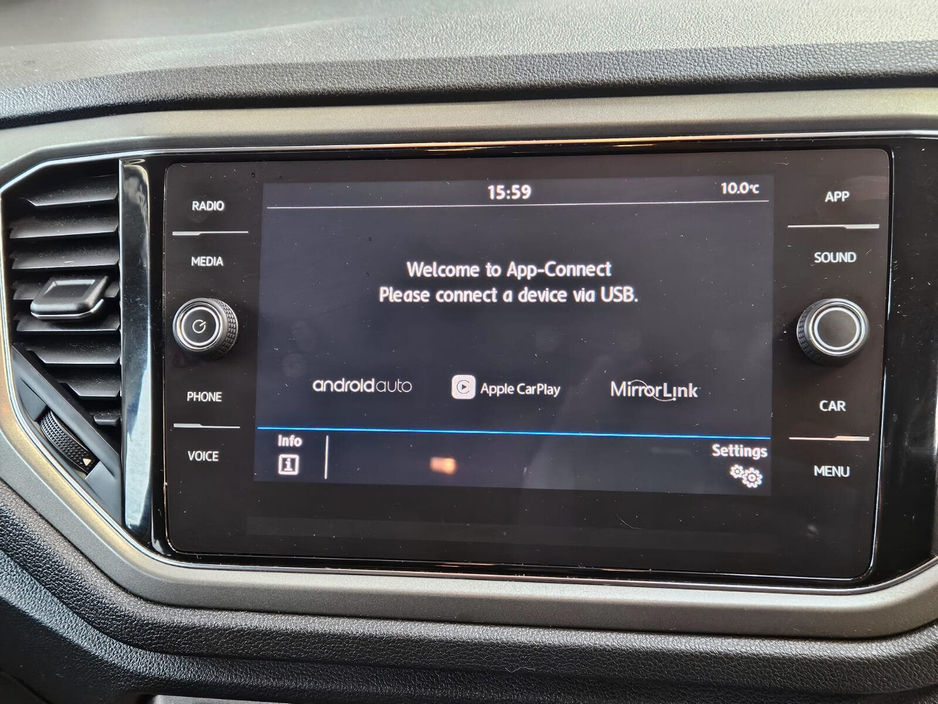 RADIO
MEDIA
PHONE
VOICE
15:59
10.0°C
Welcome to App-Connect
Please connect a device via USB.
androidauto
Apple CarPlay
MirrorLink
Info
i
Settings
APP
SOUND
CAR
MENU